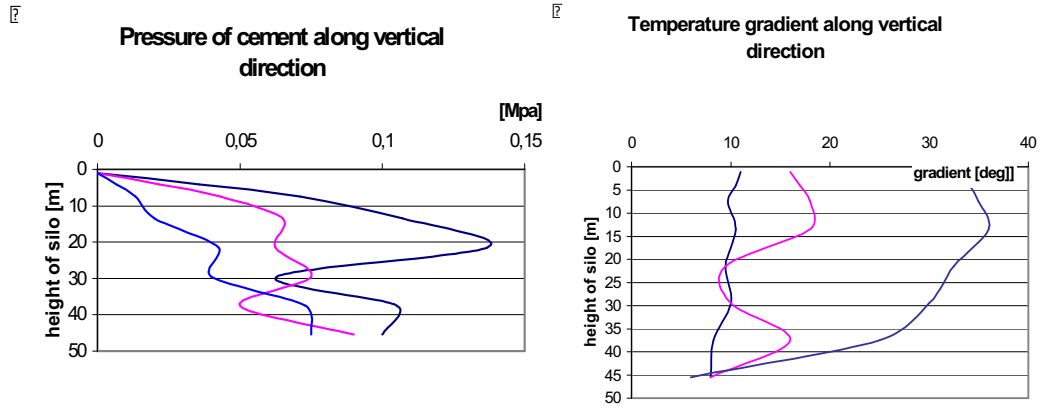 Pressure of cement along vertical
direction
[Mpa]
0 0,05 0,1 0,15
0
10
20
30
40
50
height of silo [m]
Temperature gradient along vertical
direction
0 10 20 30 40
gradient [deg]]
0
5
10
15
20
25
30
35
40
45
50
height of silo [m]